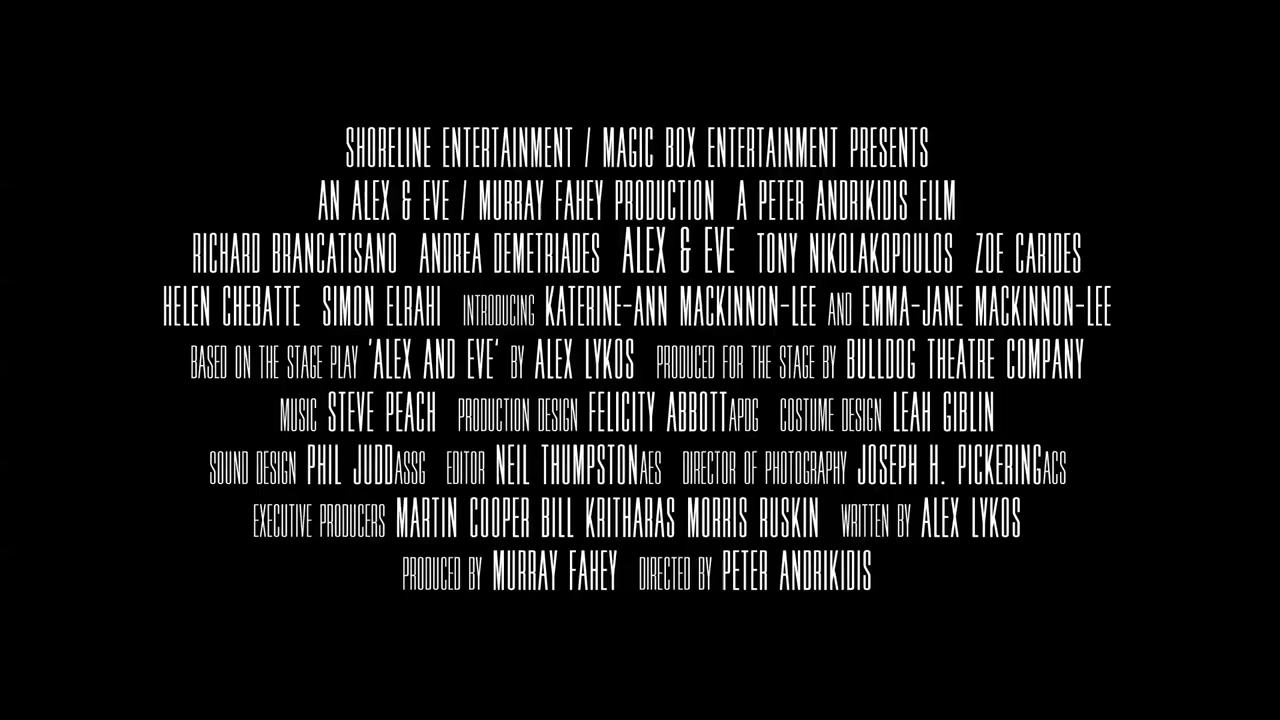 SHORELINE ENTERTAINMENT / MAGIC BOX ENTERTAINMENT PRESENTS
AN ALEX & EVE / MURRAY FAHEY PRODUCTION A PETER ANDRIKIDIS FILM
RICHARD BRANCATISANO ANDREA DEMETRIADES ALEX & EVE TONY NIKOLAKOPOULOS ZOE CARIDES
HELEN CHEBATTE SIMON ELRAHI INTRODUCING KATERINE-ANN MACKINNON-LEE AND EMMA-JANE MACKINNON-LEE
BASED ON THE STAGE PLAY 'ALEX AND EVE' BY ALEX LYKOS PRODUCED FOR THE STAGE BY BULLDOG THEATRE COMPANY
MUSIC STEVE PEACH PRODUCTION DESIGN FELICITY ABBOTTAPDG COSTUME DESIGN LEAH GIBLIN
SOUND DESIGN PHIL JUDDASSG EDITOR NEIL THUMPSTONAES DIRECTOR OF PHOTOGRAPHY JOSEPH H. PICKERINGACS
EXECUTIVE PRODUCERS MARTIN COOPER BILL KRITHARAS MORRIS RUSKIN WRITTEN BY ALEX LYKOS
PRODUCED BY MURRAY FAHEY DIRECTED BY PETER ANDRIKIDIS